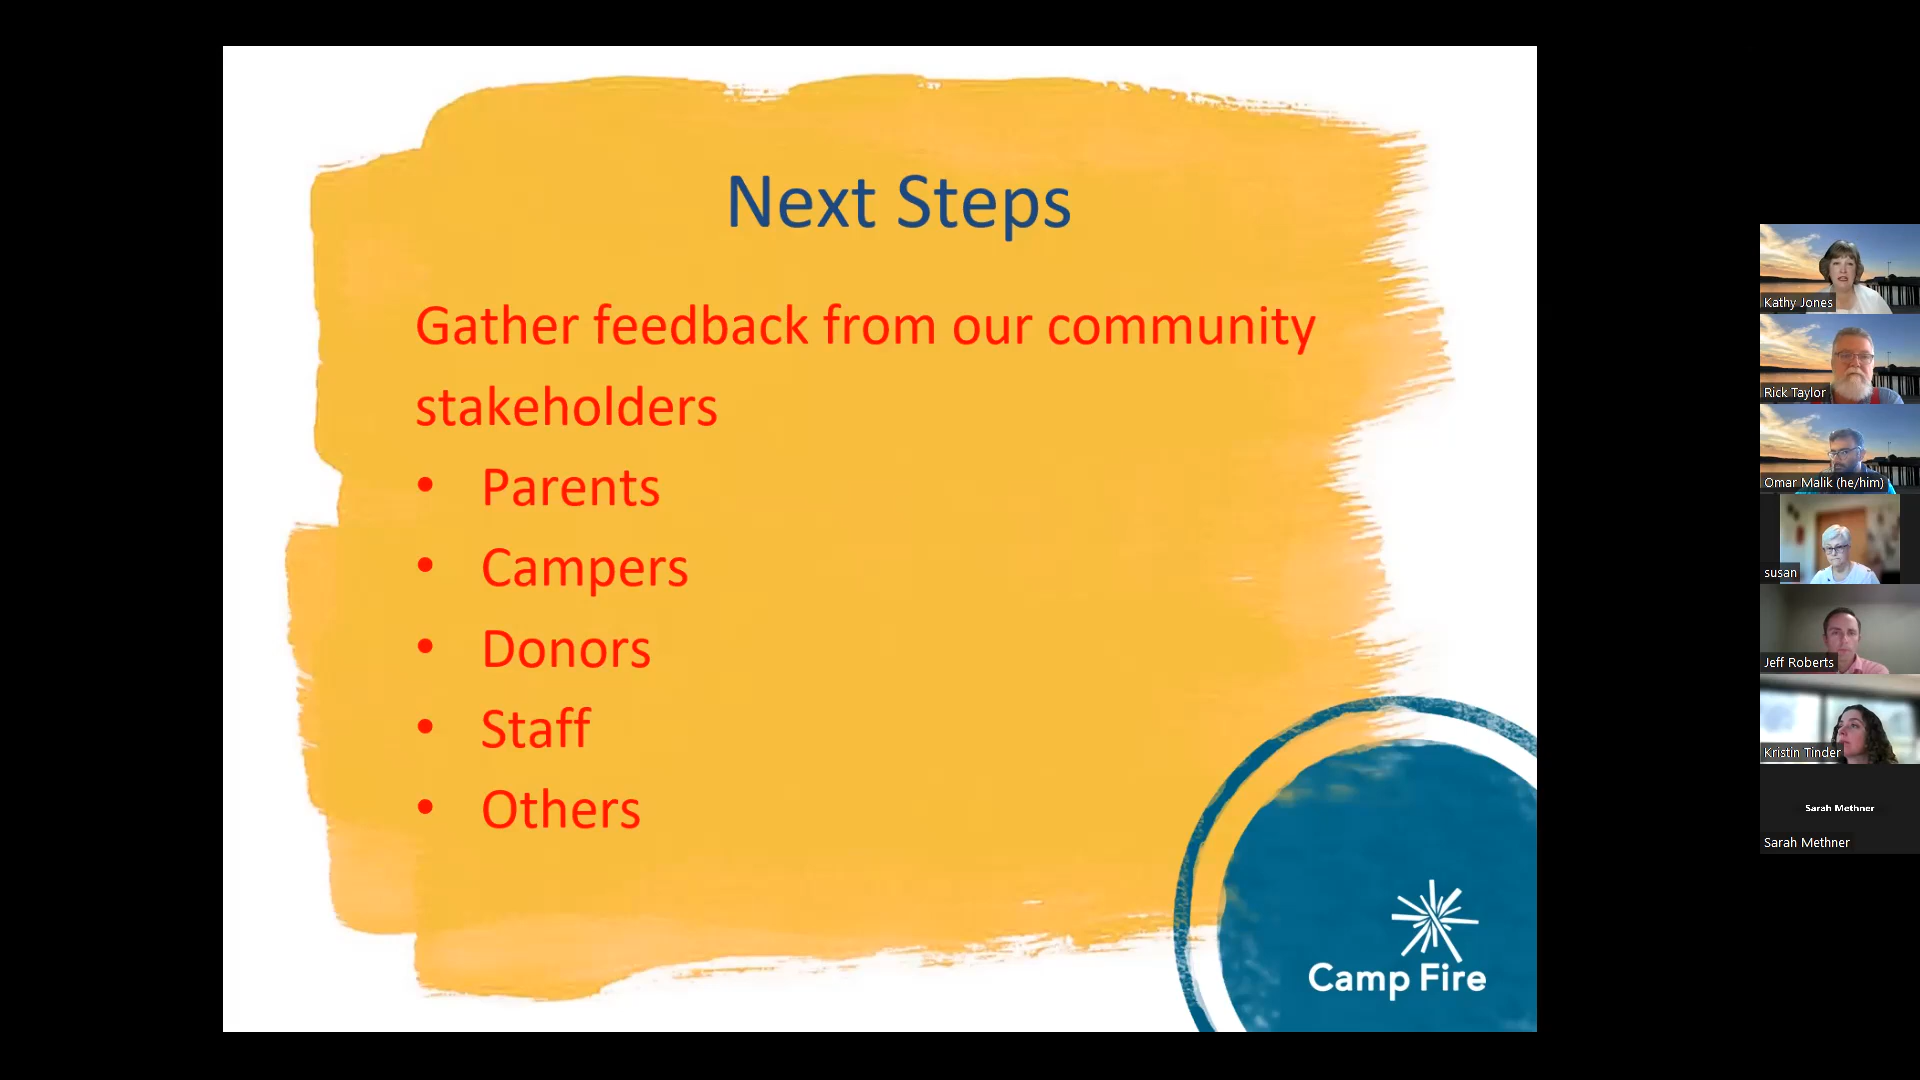 Next Steps
Gather feedback from our community
stakeholders
• Parents
• Campers
• Donors
• Staff
• Others
Camp Fire
Kathy Jones
Rick Taylor
Omar Malik (he/him)
susan
Jeff Roberts
Kristin Tinder
Sarah Methner
Sarah Methner